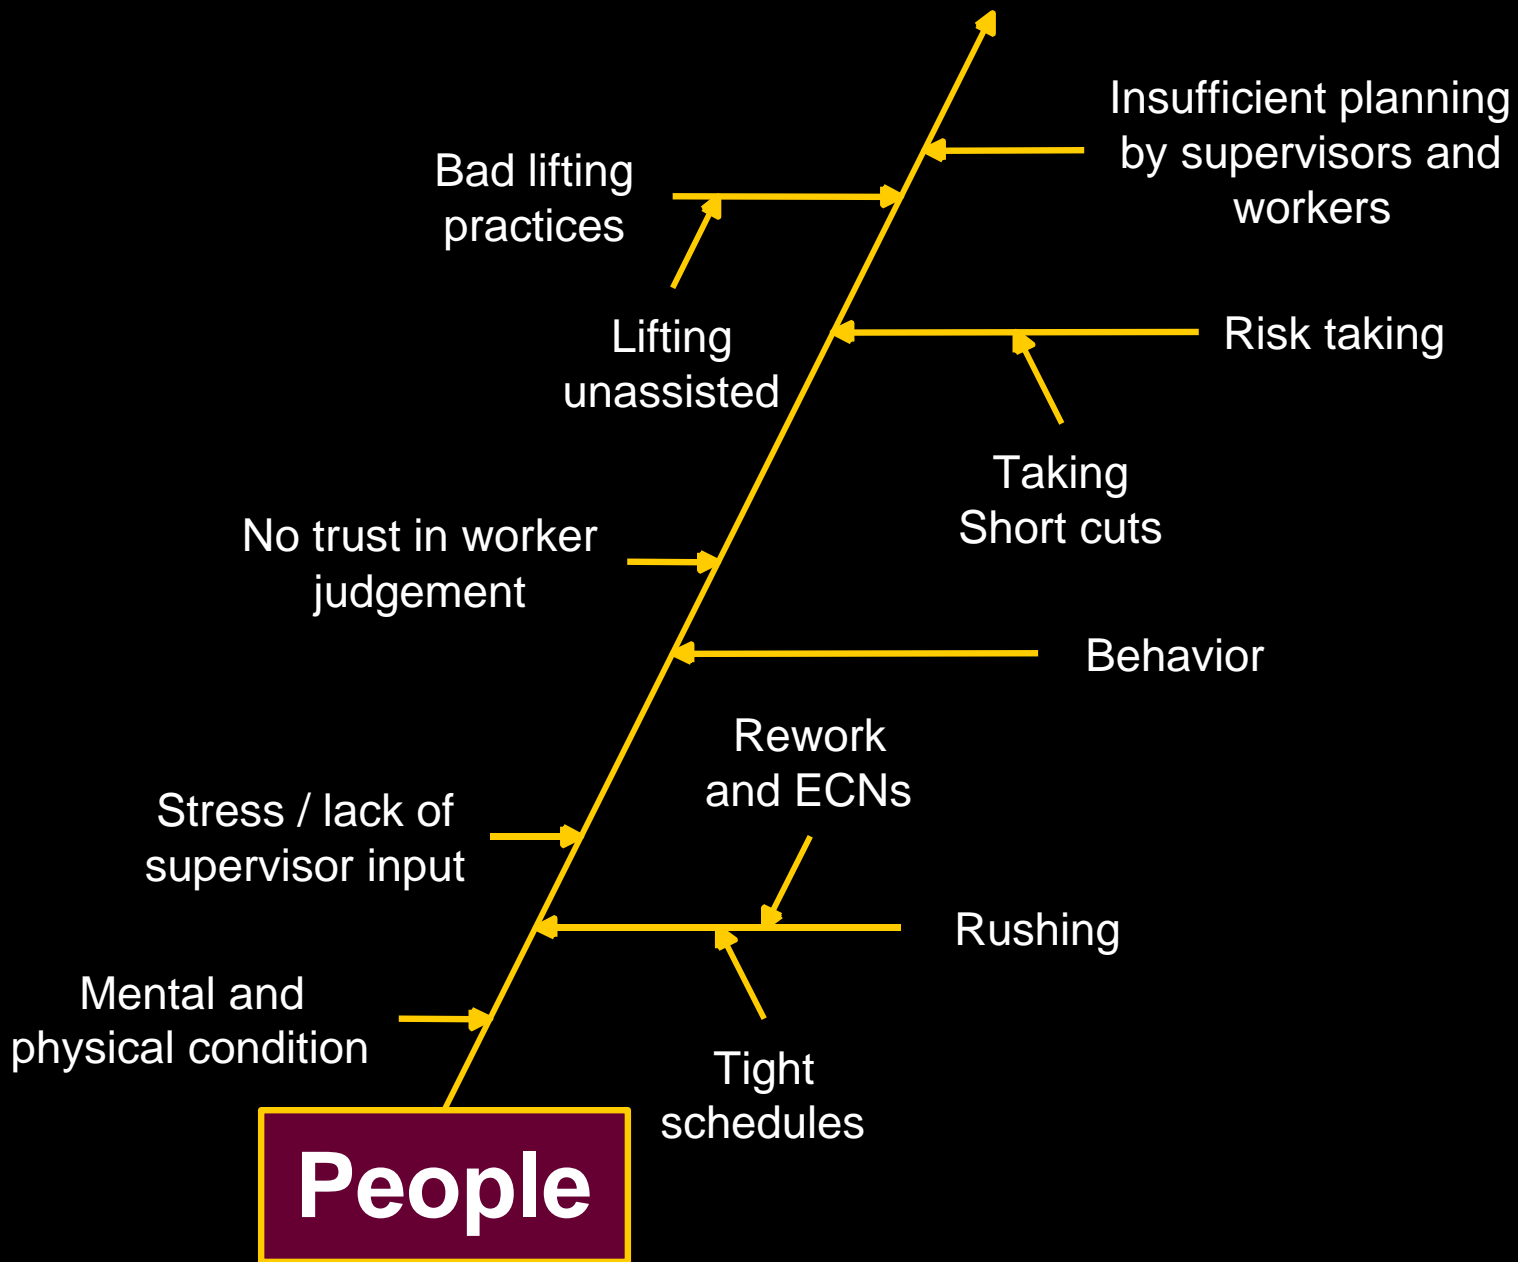 Insufficient planning
by supervisors and
workers
Bad lifting
practices
Lifting
unassisted
Risk taking
Taking
Short cuts
No trust in worker
judgement
Behavior
Rework
and ECNs
Stress / lack of
supervisor input
Rushing
Mental and
physical condition
Tight
schedules
People